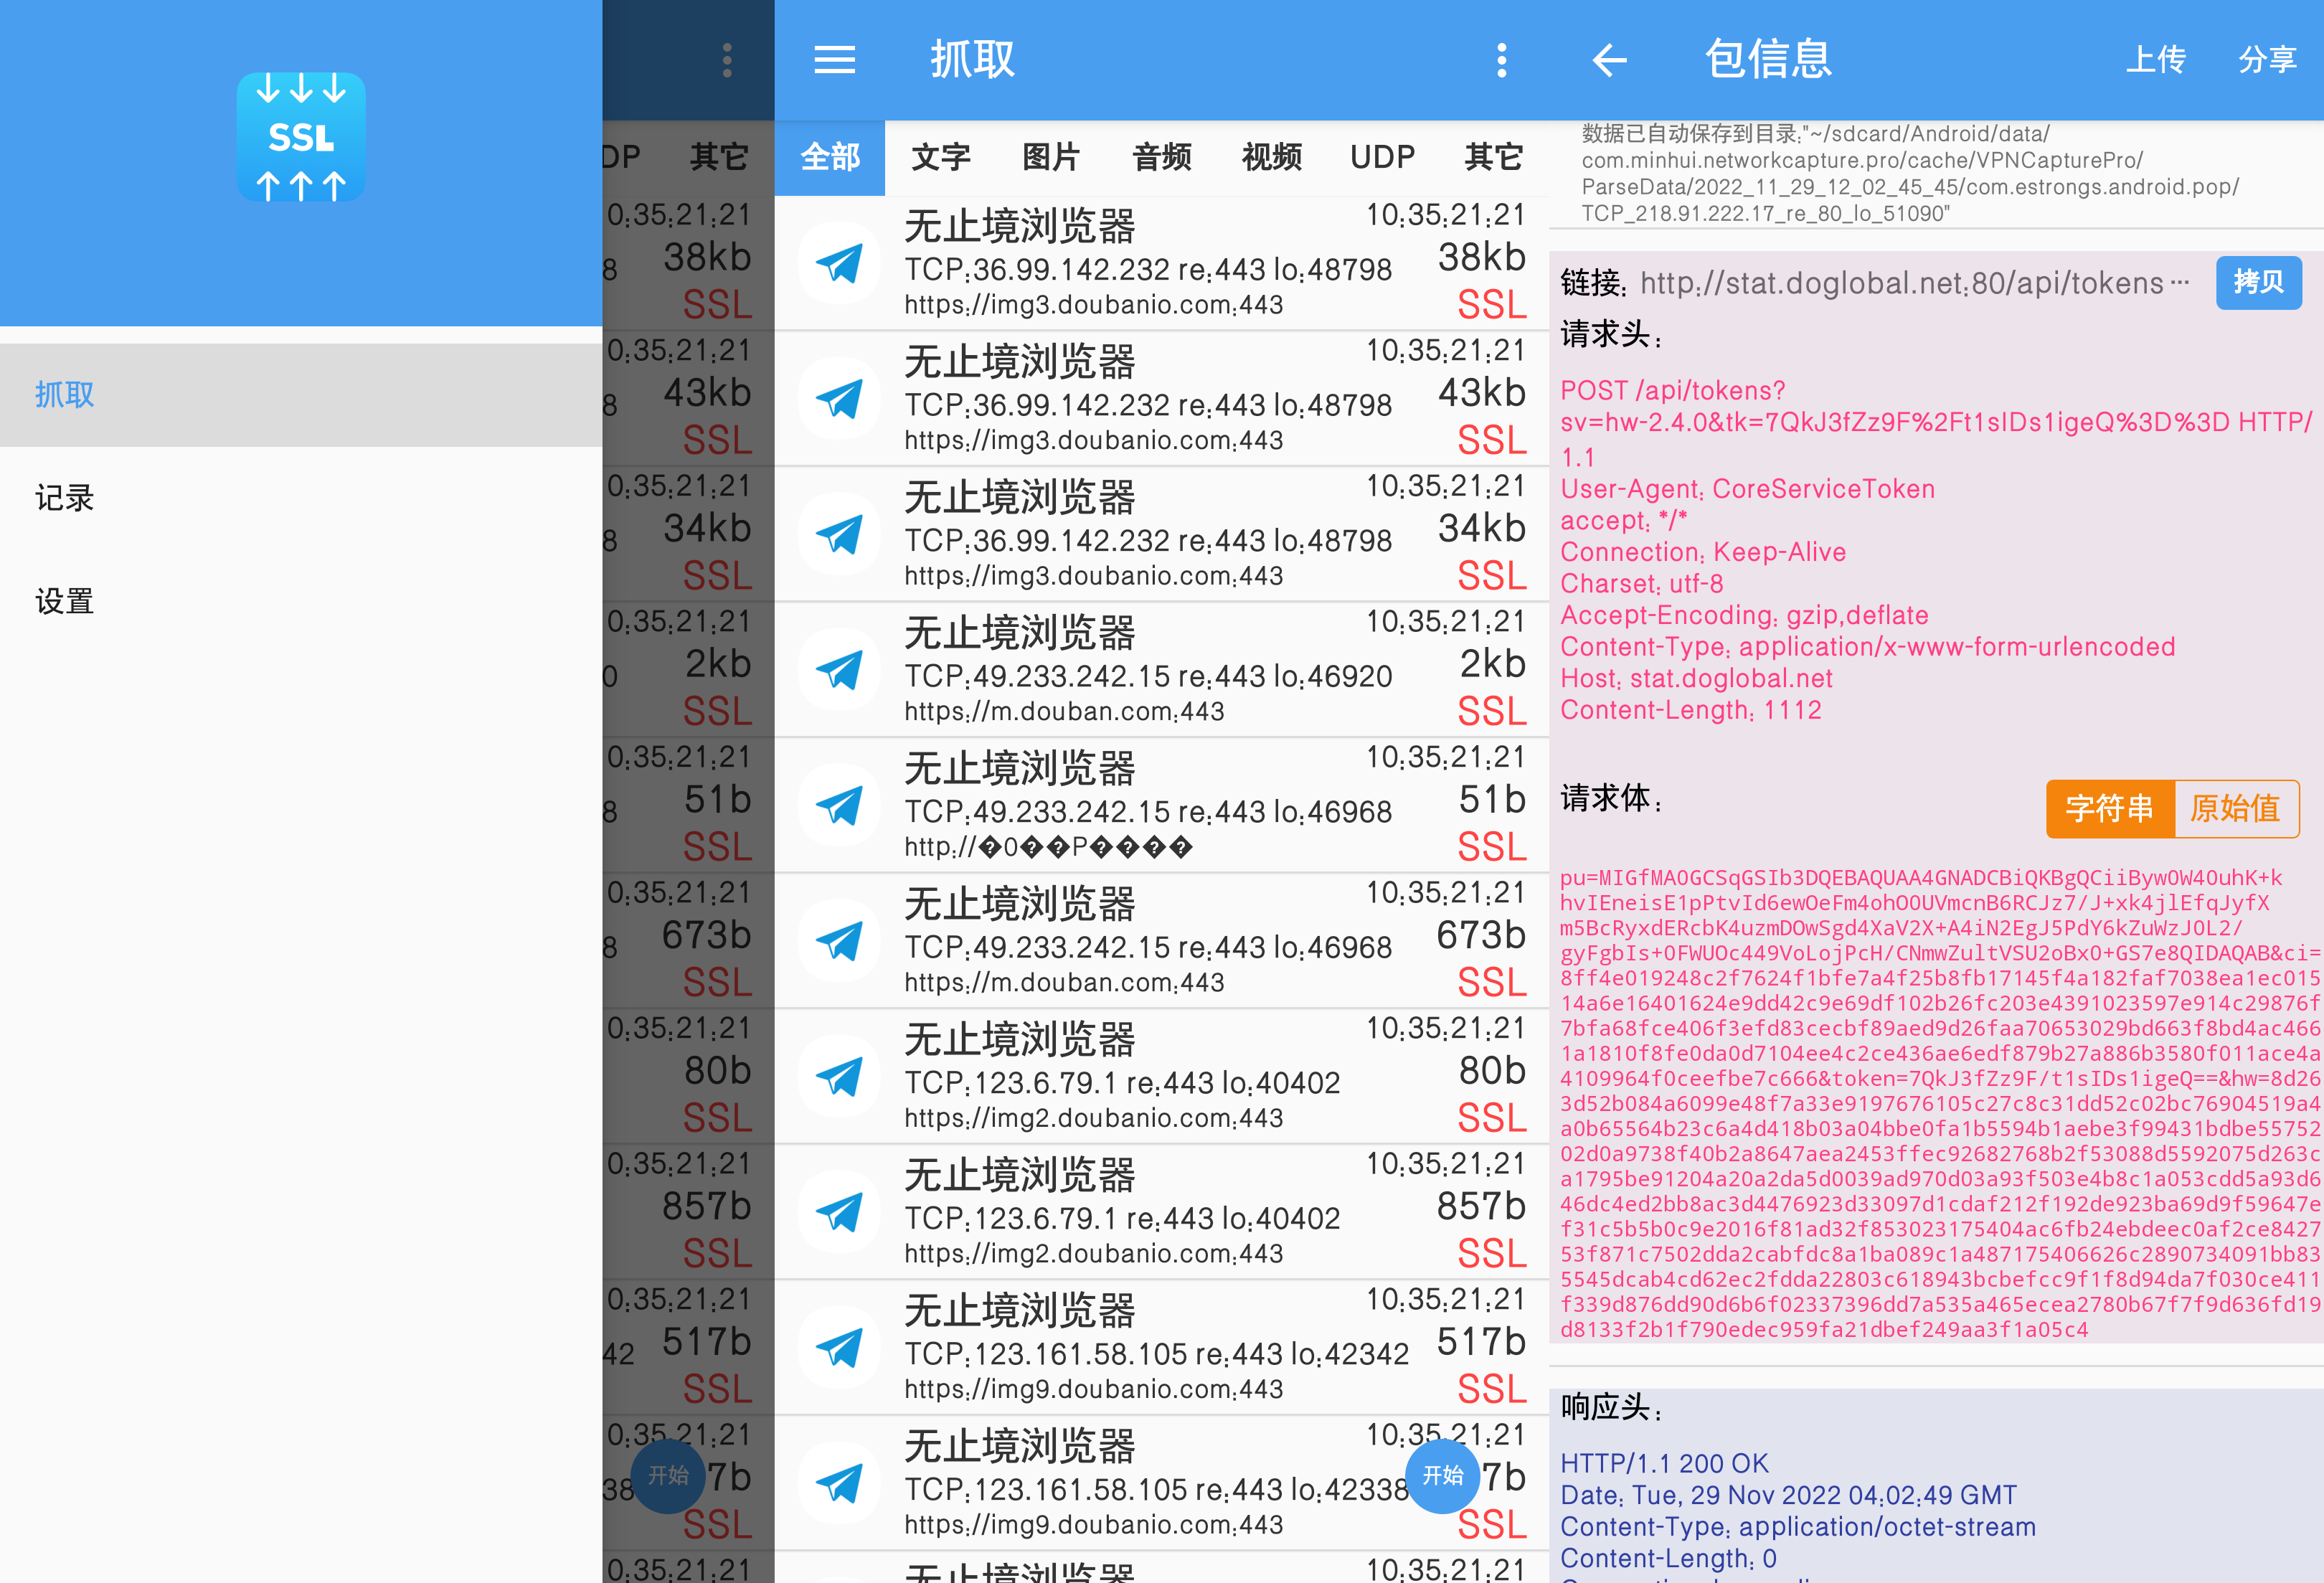 SSL
抓取
记录
设置
DP 其它
0:35:21:21
8 38kb
SSL
0:35:21:21
8 43kb
SSL
0:35:21:21
8 34kb
SSL
0:35:21:21
0 2kb
SSL
0:35:21:21
8 51b
SSL
0:35:21:21
8 673b
SSL
0:35:21:21
80b
SSL
0:35:21:21
857b
SSL
0:35:21:21
42 517b
SSL
0:35:21:21
38 开始 7b
SSL
0:35:21:21
抓取
全部 文字 图片 音频 视频 UDP 其它
无止境浏览器 10:35:21:21
TCP:36.99.142.232 re:443 lo:48798 38kb
https://img3.doubanio.com:443 SSL
无止境浏览器 10:35:21:21
TCP:36.99.142.232 re:443 lo:48798 43kb
https://img3.doubanio.com:443 SSL
无止境浏览器 10:35:21:21
TCP:36.99.142.232 re:443 lo:48798 34kb
https://img3.doubanio.com:443 SSL
无止境浏览器 10:35:21:21
TCP:49.233.242.15 re:443 lo:46920 2kb
https://m.douban.com:443 SSL
无止境浏览器 10:35:21:21
TCP:49.233.242.15 re:443 lo:46968 51b
http://�0��P���� SSL
无止境浏览器 10:35:21:21
TCP:49.233.242.15 re:443 lo:46968 673b
https://m.douban.com:443 SSL
无止境浏览器 10:35:21:21
TCP:123.6.79.1 re:443 lo:40402 80b
https://img2.doubanio.com:443 SSL
无止境浏览器 10:35:21:21
TCP:123.6.79.1 re:443 lo:40402 857b
https://img2.doubanio.com:443 SSL
无止境浏览器 10:35:21:21
TCP:123.161.58.105 re:443 lo:42342 517b
https://img9.doubanio.com:443 SSL
无止境浏览器 10:35:21:21
TCP:123.161.58.105 re:443 lo:42338 开始 7b
https://img9.doubanio.com:443 SSL
无止境浏览器 10:35:21:21
包信息 上传 分享
数据已自动保存到目录:"~/sdcard/Android/data/
com.minhui.networkcapture.pro/cache/VPNCapturePro/
ParseData/2022_11_29_12_02_45_45/com.estrongs.android.pop/
TCP_218.91.222.17_re_80_lo_51090"
链接: http://stat.doglobal.net:80/api/tokens… 拷贝
请求头:
POST /api/tokens?
sv=hw-2.4.0&tk=7QkJ3fZz9F%2Ft1sIDs1igeQ%3D%3D HTTP/
1.1
User-Agent: CoreServiceToken
accept: */*
Connection: Keep-Alive
Charset: utf-8
Accept-Encoding: gzip,deflate
Content-Type: application/x-www-form-urlencoded
Host: stat.doglobal.net
Content-Length: 1112
请求体: 字符串 原始值
pu=MIGfMA0GCSqGSIb3DQEBAQUAA4GNADCBiQKBgQCiiByw0W4OuhK+k
hvIEneisE1pPtvId6ewOeFm4ohO0UVmcnB6RCJz7/J+xk4jlEfqJyfX
m5BcRyxdERcbK4uzmDOwSgd4XaV2X+A4iN2EgJ5PdY6kZuWzJ0L2/
gyFgbIs+0FWUOc449VoLojPcH/CNmwZultVSU2oBx0+GS7e8QIDAQAB&ci=
8ff4e019248c2f7624f1bfe7a4f25b8fb17145f4a182faf7038ea1ec015
14a6e16401624e9dd42c9e69df102b26fc203e4391023597e914c29876f
7bfa68fce406f3efd83cecbf89aed9d26faa70653029bd663f8bd4ac466
1a1810f8fe0da0d7104ee4c2ce436ae6edf879b27a886b3580f011ace4a
4109964f0ceefbe7c666&token=7QkJ3fZz9F/t1sIDs1igeQ==&hw=8d26
3d52b084a6099e48f7a33e9197676105c27c8c31dd52c02bc76904519a4
a0b65564b23c6a4d418b03a04bbe0fa1b5594b1aebe3f99431bdbe55752
02d0a9738f40b2a8647aea2453ffec92682768b2f53088d5592075d263c
a1795be91204a20a2da5d0039ad970d03a93f503e4b8c1a053cdd5a93d6
46dc4ed2bb8ac3d4476923d33097d1cdaf212f192de923ba69d9f59647e
f31c5b5b0c9e2016f81ad32f853023175404ac6fb24ebdeec0af2ce8427
53f871c7502dda2cabfdc8a1ba089c1a487175406626c2890734091bb83
5545dcab4cd62ec2fdda22803c618943bcbefcc9f1f8d94da7f030ce411
f339d876dd90d6b6f02337396dd7a535a465ecea2780b67f7f9d636fd19
d8133f2b1f790edec959fa21dbef249aa3f1a05c4
响应头:
HTTP/1.1 200 OK
Date: Tue, 29 Nov 2022 04:02:49 GMT
Content-Type: application/octet-stream
Content-Length: 0